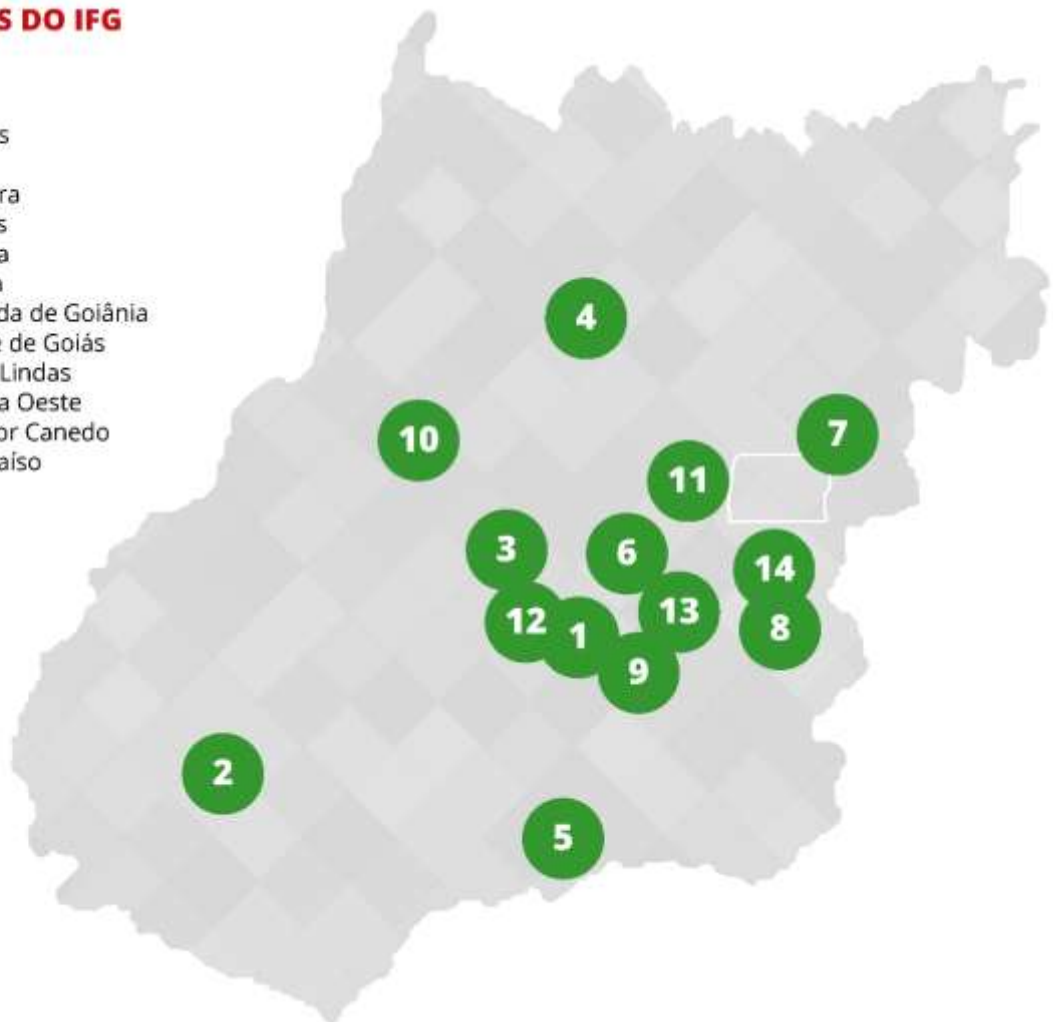 S DO IFG
s
ra
s
a
a
da de Goiânia
e de Goiás
Lindas
a Oeste
or Canedo
aíso
4
7
10
11
3
6
14
13
12
8
1
9
2
5